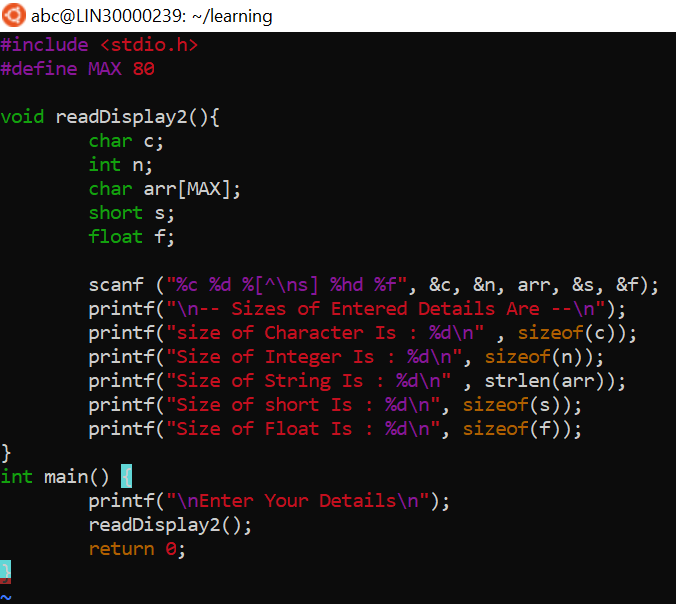 abc@LIN30000239: ~/learning
#include <stdio.h>
#define MAX 80
void readDisplay2(){
char c;
int n;
char arr[MAX];
short s;
float f;
scanf ("%c %d %[^\ns] %hd %f", &c, &n, arr, &s, &f);
printf("\n-- Sizes of Entered Details Are --\n");
printf("size of Character Is : %d\n" , sizeof(c));
printf("Size of Integer Is : %d\n", sizeof(n));
printf("Size of String Is : %d\n" , strlen(arr));
printf("Size of short Is : %d\n", sizeof(s));
printf("Size of Float Is : %d\n", sizeof(f));
}
int main() {
printf("\nEnter Your Details\n");
readDisplay2();
return 0;
}
~